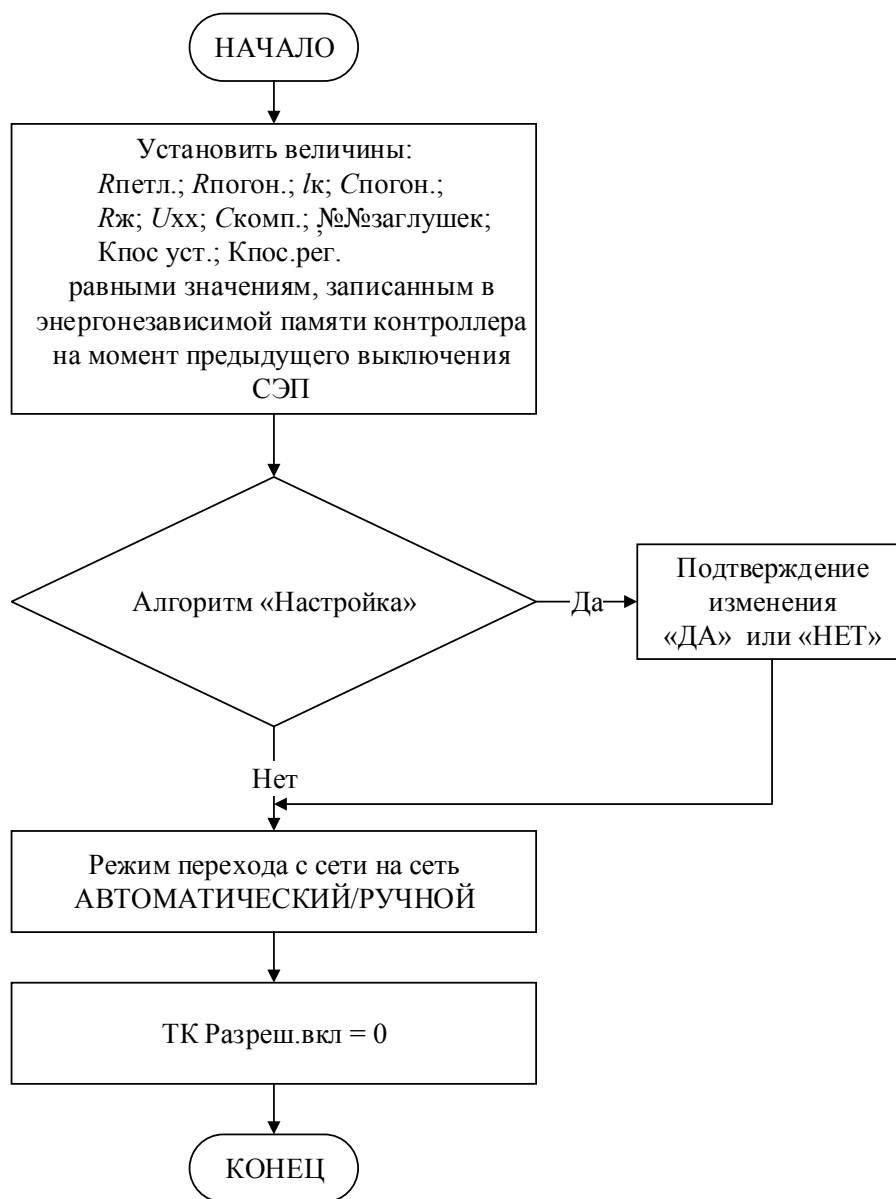 НАЧАЛО
Установить величины:
Rпетл.; Rпогон.; lк; Cпогон.;
Rж; Uхх; Cкомп.; №№заглушек;
Кпос уст.; Кпос.рег.
равными значениям, записанным в
энергонезависимой памяти контроллера
на момент предыдущего выключения
СЭП
Алгоритм «Настройка»
Да
Подтверждение
изменения
«ДА» или «НЕТ»
Нет
Режим перехода с сети на сеть
АВТОМАТИЧЕСКИЙ/РУЧНОЙ
ТК Разреш.вкл = 0
КОНЕЦ